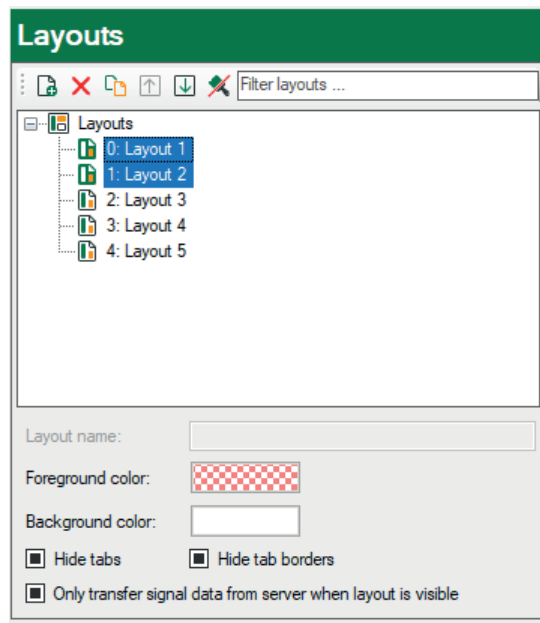 Layouts
Filter layouts ...
Layouts
0: Layout 1
1: Layout 2
2: Layout 3
3: Layout 4
4: Layout 5
Layout name:
Foreground color:
Background color:
Hide tabs Hide tab borders
Only transfer signal data from server when layout is visible